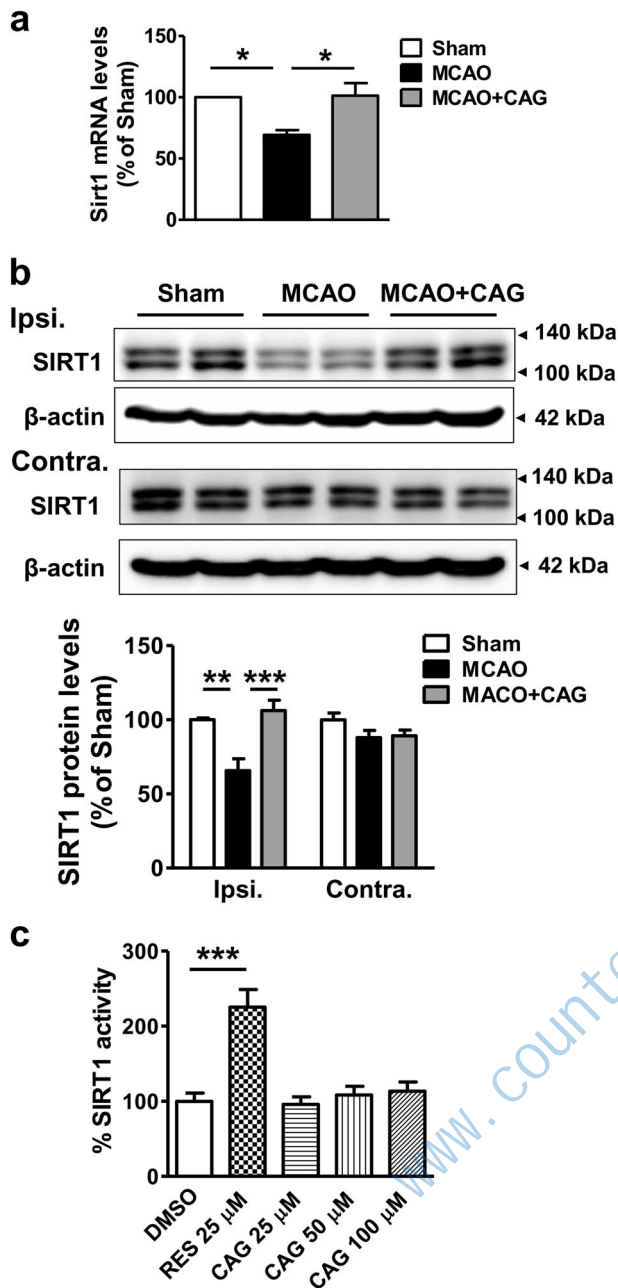 a
Sirt1 mRNA levels
(% of Sham)
150
100
50
0
*
*
Sham
MCAO
MCAO+CAG
b
Sham MCAO MCAO+CAG
Ipsi.
SIRT1
140 kDa
100 kDa
β-actin
42 kDa
Contra.
SIRT1
140 kDa
100 kDa
β-actin
42 kDa
SIRT1 protein levels
(% of Sham)
150
100
50
0
** ***
Sham
MCAO
MACO+CAG
Ipsi. Contra.
c
% SIRT1 activity
300
200
100
0
***
DMSO
RES 25 μM
CAG 25 μM
CAG 50 μM
CAG 100 μM
www.counte